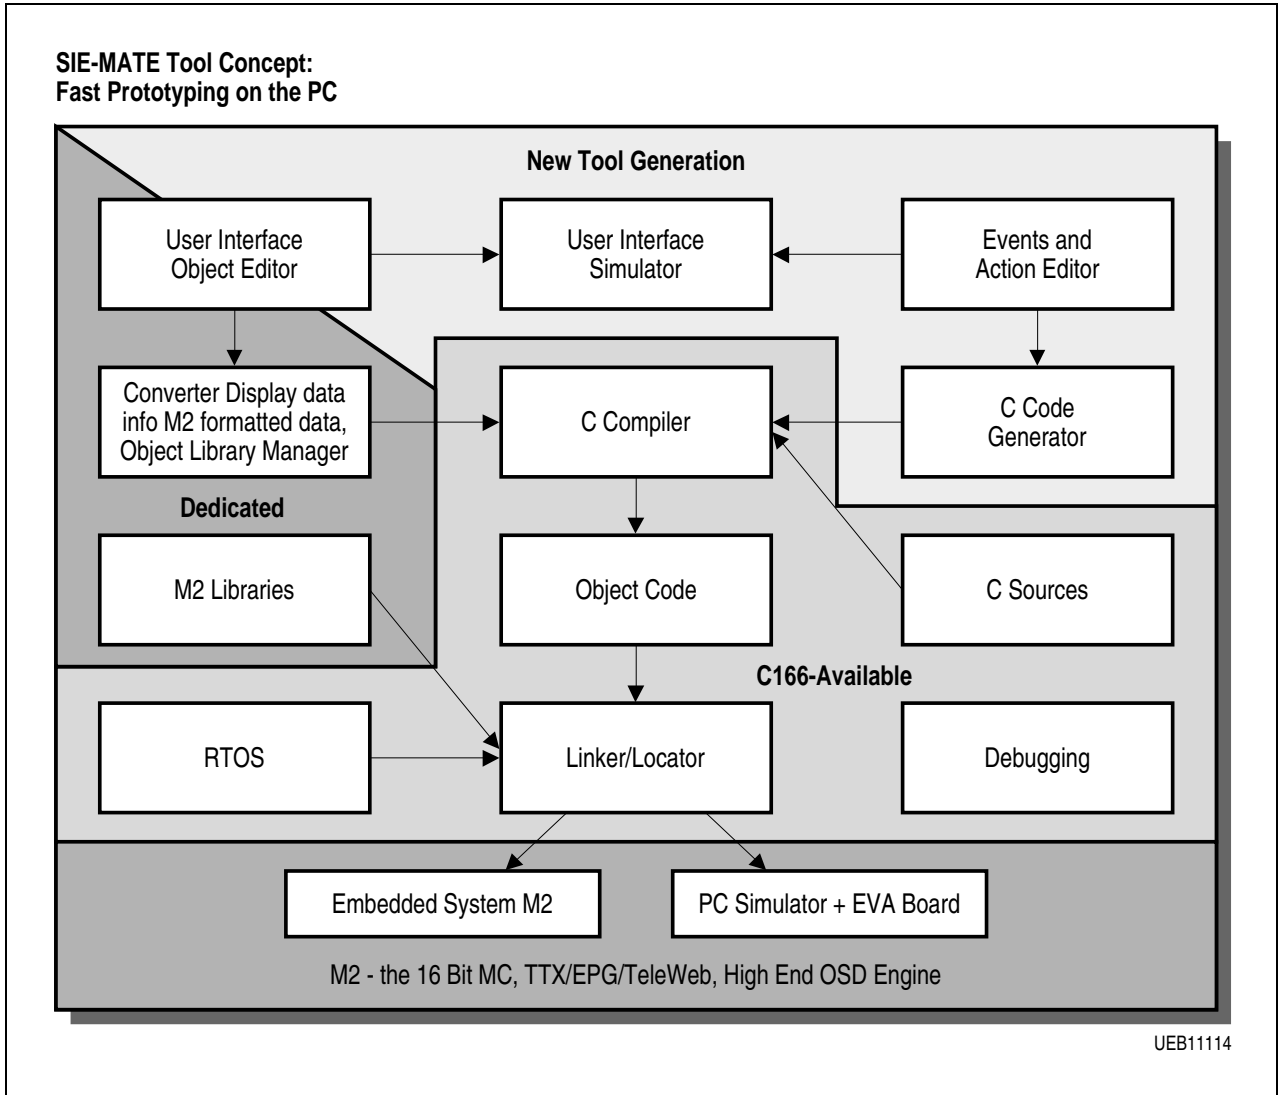 SIE-MATE Tool Concept:
Fast Prototyping on the PC
New Tool Generation
User Interface
Object Editor
User Interface
Simulator
Events and
Action Editor
Converter Display data
info M2 formatted data,
Object Library Manager
C Compiler
C Code
Generator
Dedicated
M2 Libraries
Object Code
C Sources
C166-Available
RTOS
Linker/Locator
Debugging
Embedded System M2
PC Simulator + EVA Board
M2 - the 16 Bit MC, TTX/EPG/TeleWeb, High End OSD Engine
UEB11114